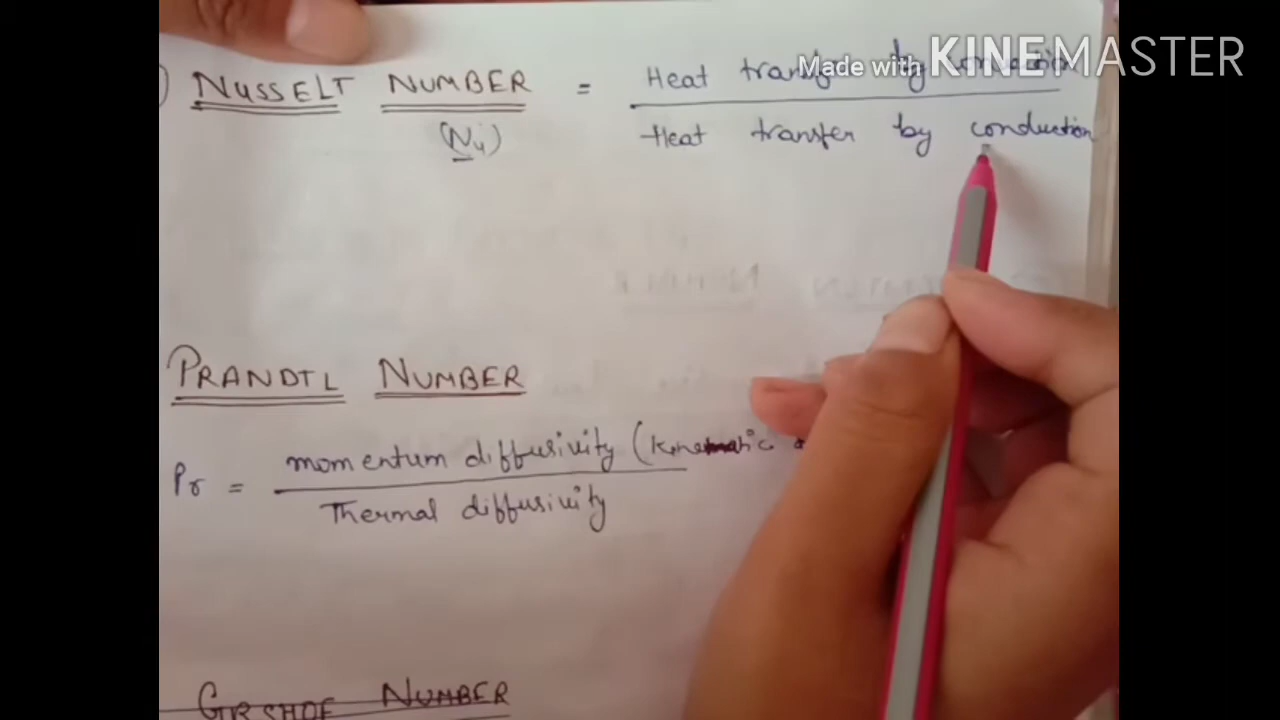 Made with KINEMASTER
) NUSSELT NUMBER = Heat transfer by
Heat transfer by conduction
(Nu)
PRANDTL NUMBER
Pr = momentum diffusivity (Kinematic
Thermal diffusivity
GRSHOF NUMBER